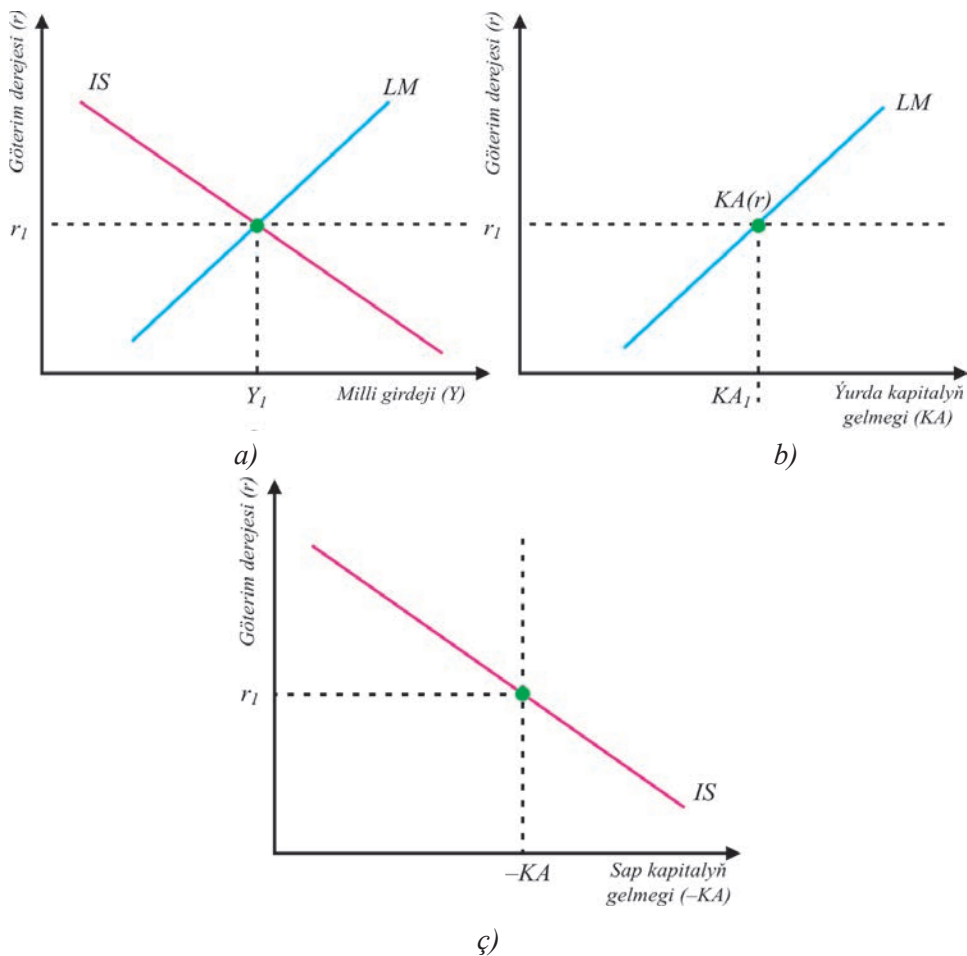 Göterim derejesi (r)
IS
LM
r1
Y1
Milli girdeji (Y)
a)
Göterim derejesi (r)
LM
KA(r)
r1
KA1
Ýurda kapitalyň
gelmegi (KA)
b)
Göterim derejesi (r)
r1
IS
–KA
Sap kapitalyň
gelmegi (–KA)
ç)